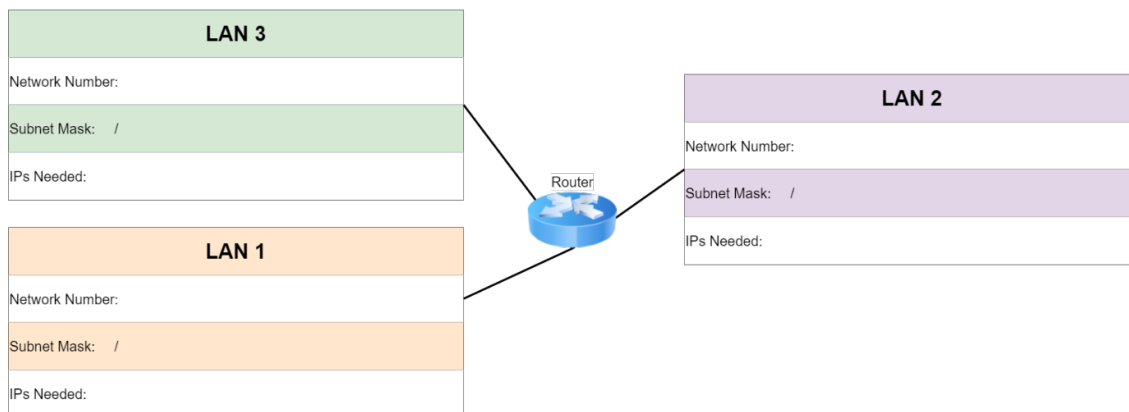 LAN 3
Network Number:
Subnet Mask: /
IPs Needed:
LAN 1
Network Number:
Subnet Mask: /
IPs Needed:
Router
LAN 2
Network Number:
Subnet Mask: /
IPs Needed: